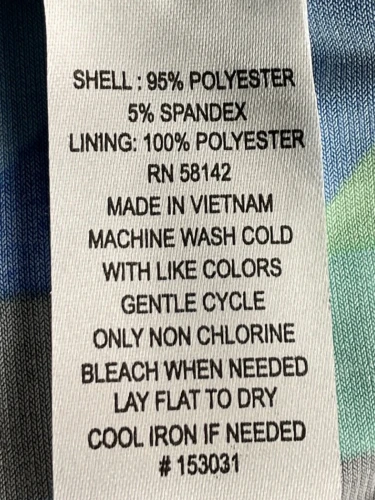 SHELL : 95% POLYESTER
5% SPANDEX
LINING: 100% POLYESTER
RN 58142
MADE IN VIETNAM
MACHINE WASH COLD
WITH LIKE COLORS
GENTLE CYCLE
ONLY NON CHLORINE
BLEACH WHEN NEEDED
LAY FLAT TO DRY
COOL IRON IF NEEDED
# 153031